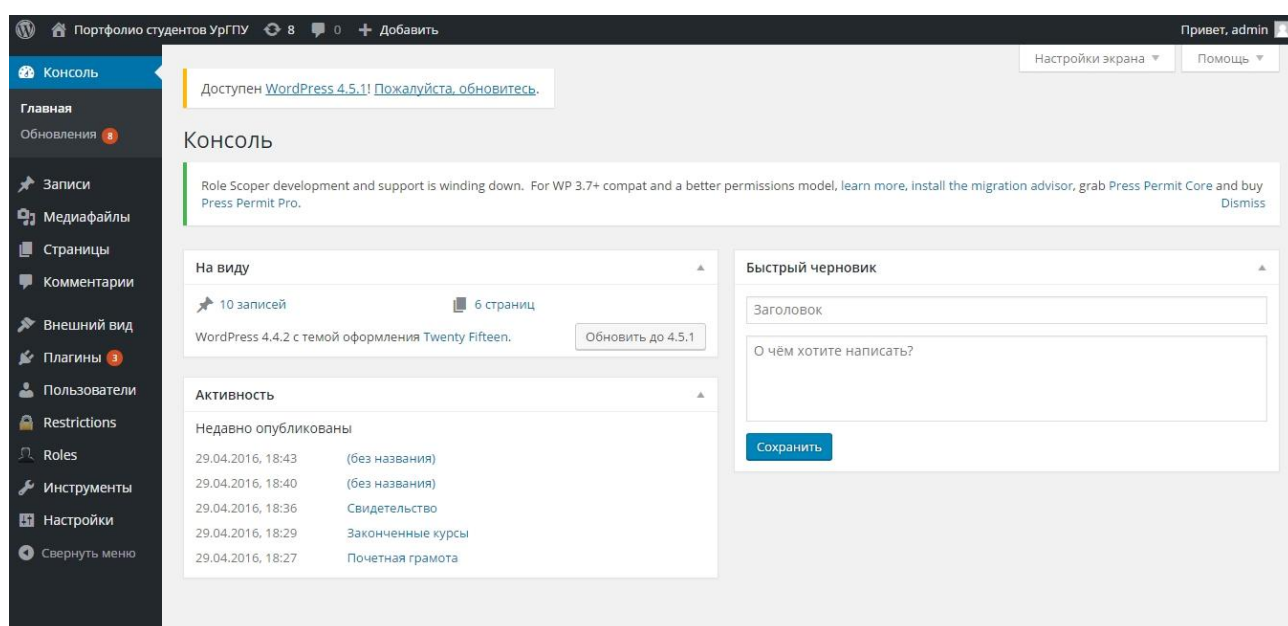 Портфолио студентов УрГПУ 8 0 + Добавить Привет, admin
Консоль
Главная
Обновления 8
Записи
Медиафайлы
Страницы
Комментарии
Внешний вид
Плагины 3
Пользователи
Restrictions
Roles
Инструменты
Настройки
Свернуть меню
Настройки экрана Помощь
Доступен WordPress 4.5.1! Пожалуйста, обновитесь.
Консоль
Role Scoper development and support is winding down. For WP 3.7+ compat and a better permissions model, learn more, install the migration advisor, grab Press Permit Core and buy
Press Permit Pro. Dismiss
На виду
10 записей 6 страниц
WordPress 4.4.2 с темой оформления Twenty Fifteen. Обновить до 4.5.1
Активность
Недавно опубликованы
29.04.2016, 18:43 (без названия)
29.04.2016, 18:40 (без названия)
29.04.2016, 18:36 Свидетельство
29.04.2016, 18:29 Законченные курсы
29.04.2016, 18:27 Почетная грамота
Быстрый черновик
Заголовок
О чём хотите написать?
Сохранить